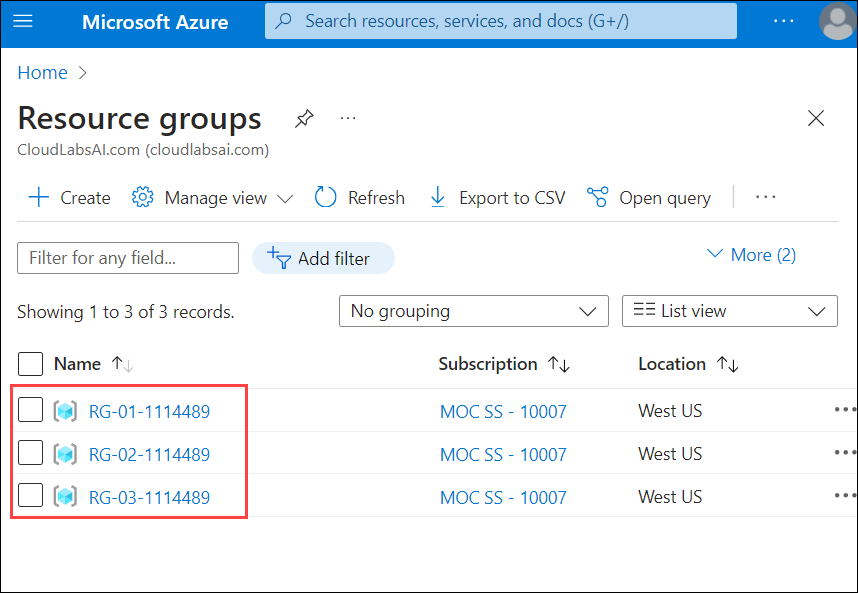 Microsoft Azure
Search resources, services, and docs (G+/)
Home
Resource groups
CloudLabsAI.com (cloudlabsai.com)
Create
Manage view
Refresh
Export to CSV
Open query
Filter for any field...
Add filter
More (2)
Showing 1 to 3 of 3 records.
No grouping
List view
Name Subscription Location
RG-01-1114489 MOC SS - 10007 West US
RG-02-1114489 MOC SS - 10007 West US
RG-03-1114489 MOC SS - 10007 West US